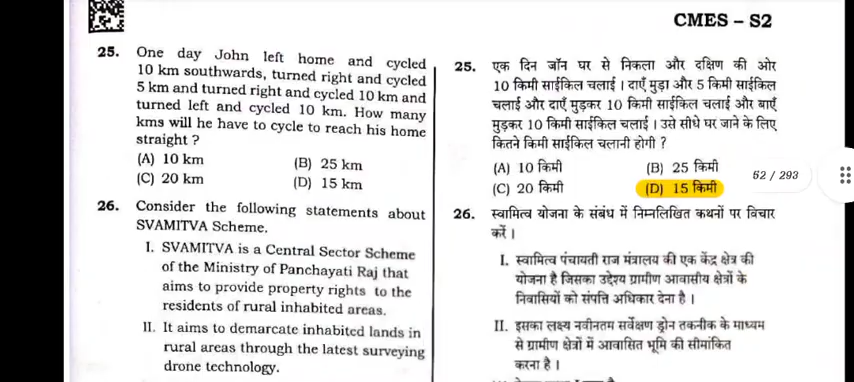 CMES – S2
25. One day John left home and cycled
10 km southwards, turned right and cycled
5 km and turned right and cycled 10 km and
turned left and cycled 10 km. How many
kms will he have to cycle to reach his home
straight ?
(A) 10 km (B) 25 km
(C) 20 km (D) 15 km
26. Consider the following statements about
SVAMITVA Scheme.
I. SVAMITVA is a Central Sector Scheme
of the Ministry of Panchayati Raj that
aims to provide property rights to the
residents of rural inhabited areas.
II. It aims to demarcate inhabited lands in
rural areas through the latest surveying
drone technology.
25. एक दिन जॉन घर से निकला और दक्षिण की ओर
10 किमी साईकिल चलाई । दाएँ मुड़ा और 5 किमी साईकिल
चलाई और दाएँ मुड़कर 10 किमी साईकिल चलाई और बाएँ
मुड़कर 10 किमी साईकिल चलाई । उसे सीधे घर जाने के लिए
कितने किमी साईकिल चलानी होगी ?
(A) 10 किमी (B) 25 किमी
(C) 20 किमी (D) 15 किमी
26. स्वामित्व योजना के संबंध में निम्नलिखित कथनों पर विचार
करें ।
I. स्वामित्व पंचायती राज मंत्रालय की एक केंद्र क्षेत्र की
योजना है जिसका उद्देश्य ग्रामीण आवासीय क्षेत्रों के
निवासियों को संपत्ति अधिकार देना है ।
II. इसका लक्ष्य नवीनतम सर्वेक्षण ड्रोन तकनीक के माध्यम
से ग्रामीण क्षेत्रों में आवासित भूमि की सीमांकित
करना है ।
62 / 293